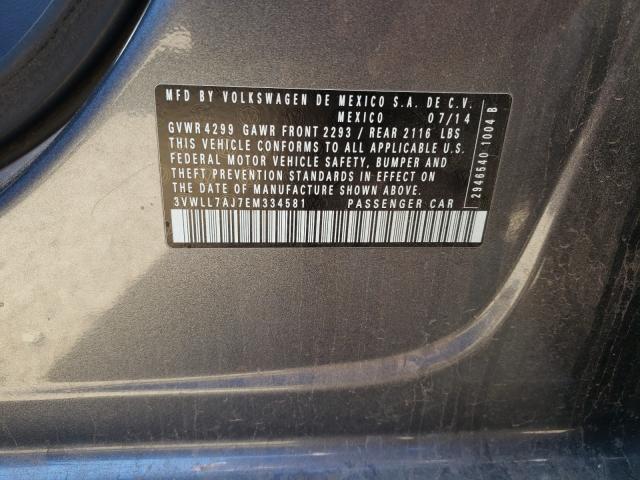 MFD BY VOLKSWAGEN DE MEXICO S.A. DE C.V.
MEXICO 07/14
GVWR 4299 GAWR FRONT 2293 / REAR 2116 LBS
THIS VEHICLE CONFORMS TO ALL APPLICABLE U.S.
FEDERAL MOTOR VEHICLE SAFETY, BUMPER AND
THEFT PREVENTION STANDARDS IN EFFECT ON THE
DATE OF MANUFACTURE SHOWN ABOVE.
3VWLL7AJ7EM334581 PASSENGER CAR
2946540 1004 B